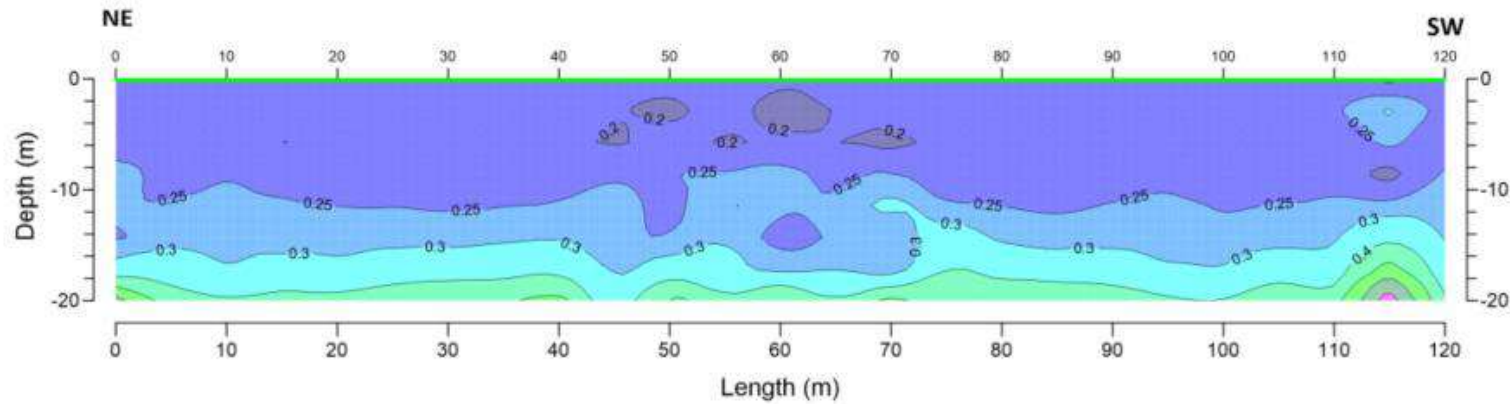 NE
SW
0 10 20 30 40 50 60 70 80 90 100 110 120
0 0
0.2 0.2 0.2 0.2 0.2 0.25
-10 0.25 0.25 0.25 0.25 0.25 0.25 0.25 0.25 -10
0.3 0.3 0.3 0.3 0.3 0.3 0.3 0.3 0.3 0.3 0.4
-20 -20
Depth (m)
0 10 20 30 40 50 60 70 80 90 100 110 120
Length (m)